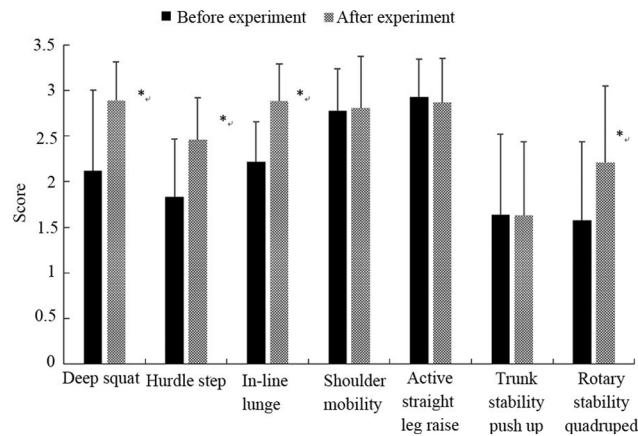 Before experiment After experiment
3.5
3
2.5
2
1.5
1
0.5
0
Score
*
*
*
*
Deep squat
Hurdle step
In-line
lunge
Shoulder
mobility
Active
straight
leg raise
Trunk
stability
push up
Rotary
stability
quadruped